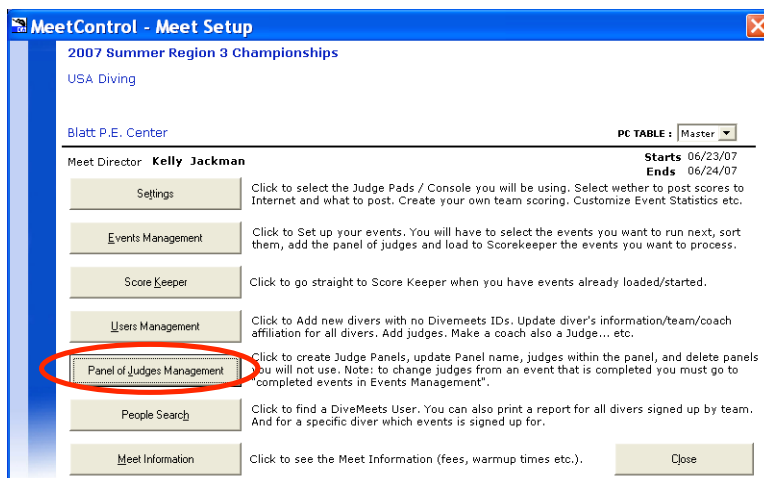 MeetControl - Meet Setup
2007 Summer Region 3 Championships
USA Diving
Blatt P.E. Center
PC TABLE : Master
Meet Director Kelly Jackman
Starts 06/23/07
Ends 06/24/07
Settings
Click to select the Judge Pads / Console you will be using. Select wether to post scores to
Internet and what to post. Create your own team scoring. Customize Event Statistics etc.
Events Management
Click to Set up your events. You will have to select the events you want to run next, sort
them, add the panel of judges and load to Scorekeeper the events you want to process.
Score Keeper
Click to go straight to Score Keeper when you have events already loaded/started.
Users Management
Click to Add new divers with no Divemeets IDs. Update diver's information/team/coach
affiliation for all divers. Add judges. Make a coach also a Judge... etc.
Panel of Judges Management
Click to create Judge Panels, update Panel name, judges within the panel, and delete panels
you will not use. Note: to change judges from an event that is completed you must go to
"completed events in Events Management".
People Search
Click to find a DiveMeets User. You can also print a report for all divers signed up by team.
And for a specific diver which events is signed up for.
Meet Information
Click to see the Meet Information (fees, warmup times etc.).
Close